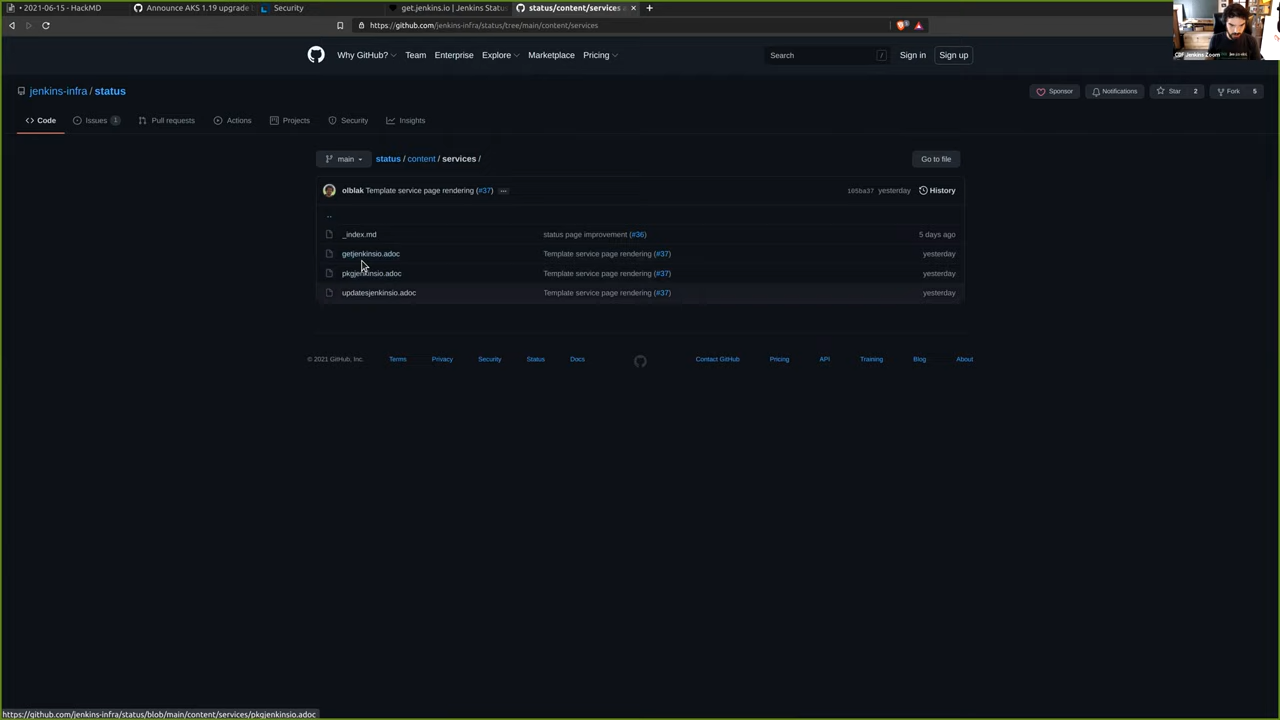 • 2021-06-15 - HackMD
Announce AKS 1.19 upgrade
Security
get.jenkins.io | Jenkins Status
status/content/services
https://github.com/jenkins-infra/status/tree/main/content/services
CDF Jenkins Zoom
Why GitHub?
Team
Enterprise
Explore
Marketplace
Pricing
Search
/
Sign in
Sign up
jenkins-infra / status
Sponsor
Notifications
Star 2
Fork 5
Code
Issues 1
Pull requests
Actions
Projects
Security
Insights
main
status / content / services /
Go to file
olblak Template service page rendering (#37) ...
165ba37 yesterday
History
..
_index.md status page improvement (#36) 5 days ago
getjenkinsio.adoc Template service page rendering (#37) yesterday
pkgjenkinsio.adoc Template service page rendering (#37) yesterday
updatesjenkinsio.adoc Template service page rendering (#37) yesterday
© 2021 GitHub, Inc.
Terms
Privacy
Security
Status
Docs
Contact GitHub
Pricing
API
Training
Blog
About
https://github.com/jenkins-infra/status/blob/main/content/services/pkgjenkinsio.adoc